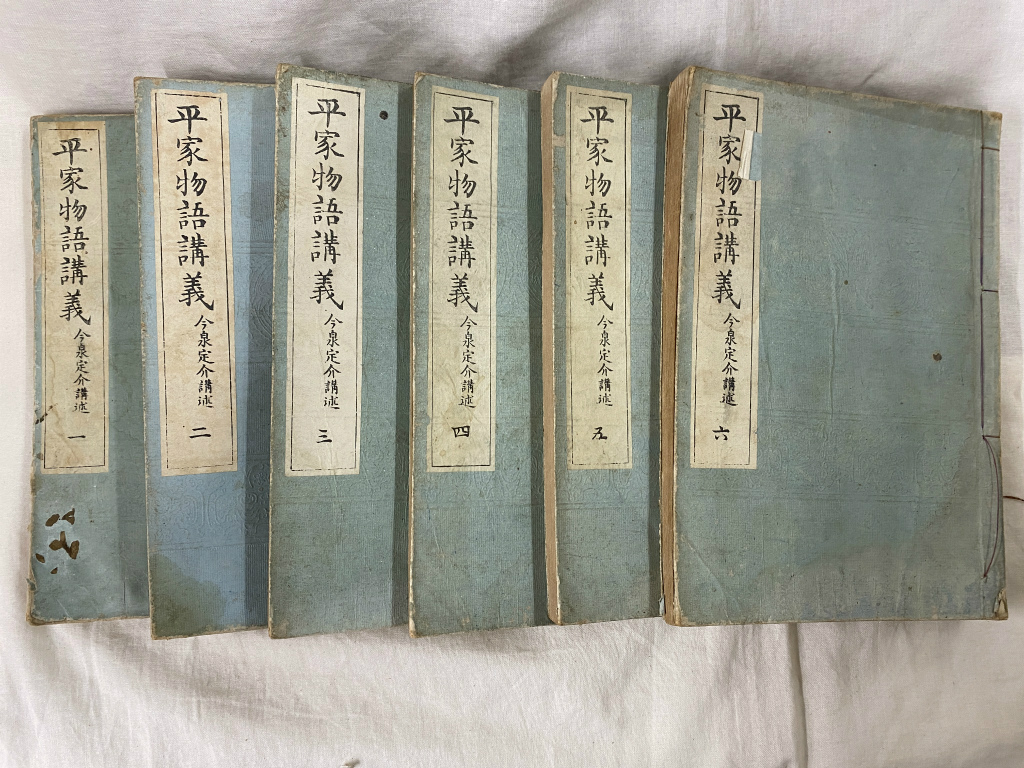 平家物語講義 今泉定介講述 一
平家物語講義 今泉定介講述 二
平家物語講義 今泉定介講述 三
平家物語講義 今泉定介講述 四
平家物語講義 今泉定介講述 五
平家物語講義 今泉定介講述 六